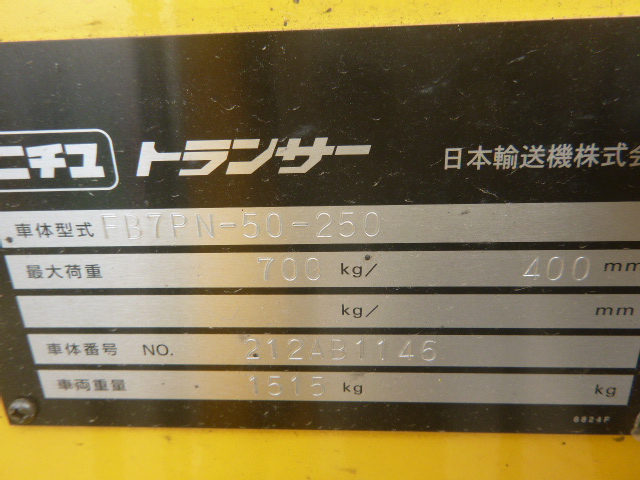 ニチユ トランサー 日本輸送機株式会
車体型式 FB7PN-50-250
最大荷重 700 kg/ 400 mm
kg/ mm
車体番号 NO. 212AB1146
車両重量 1515 kg kg
6824F